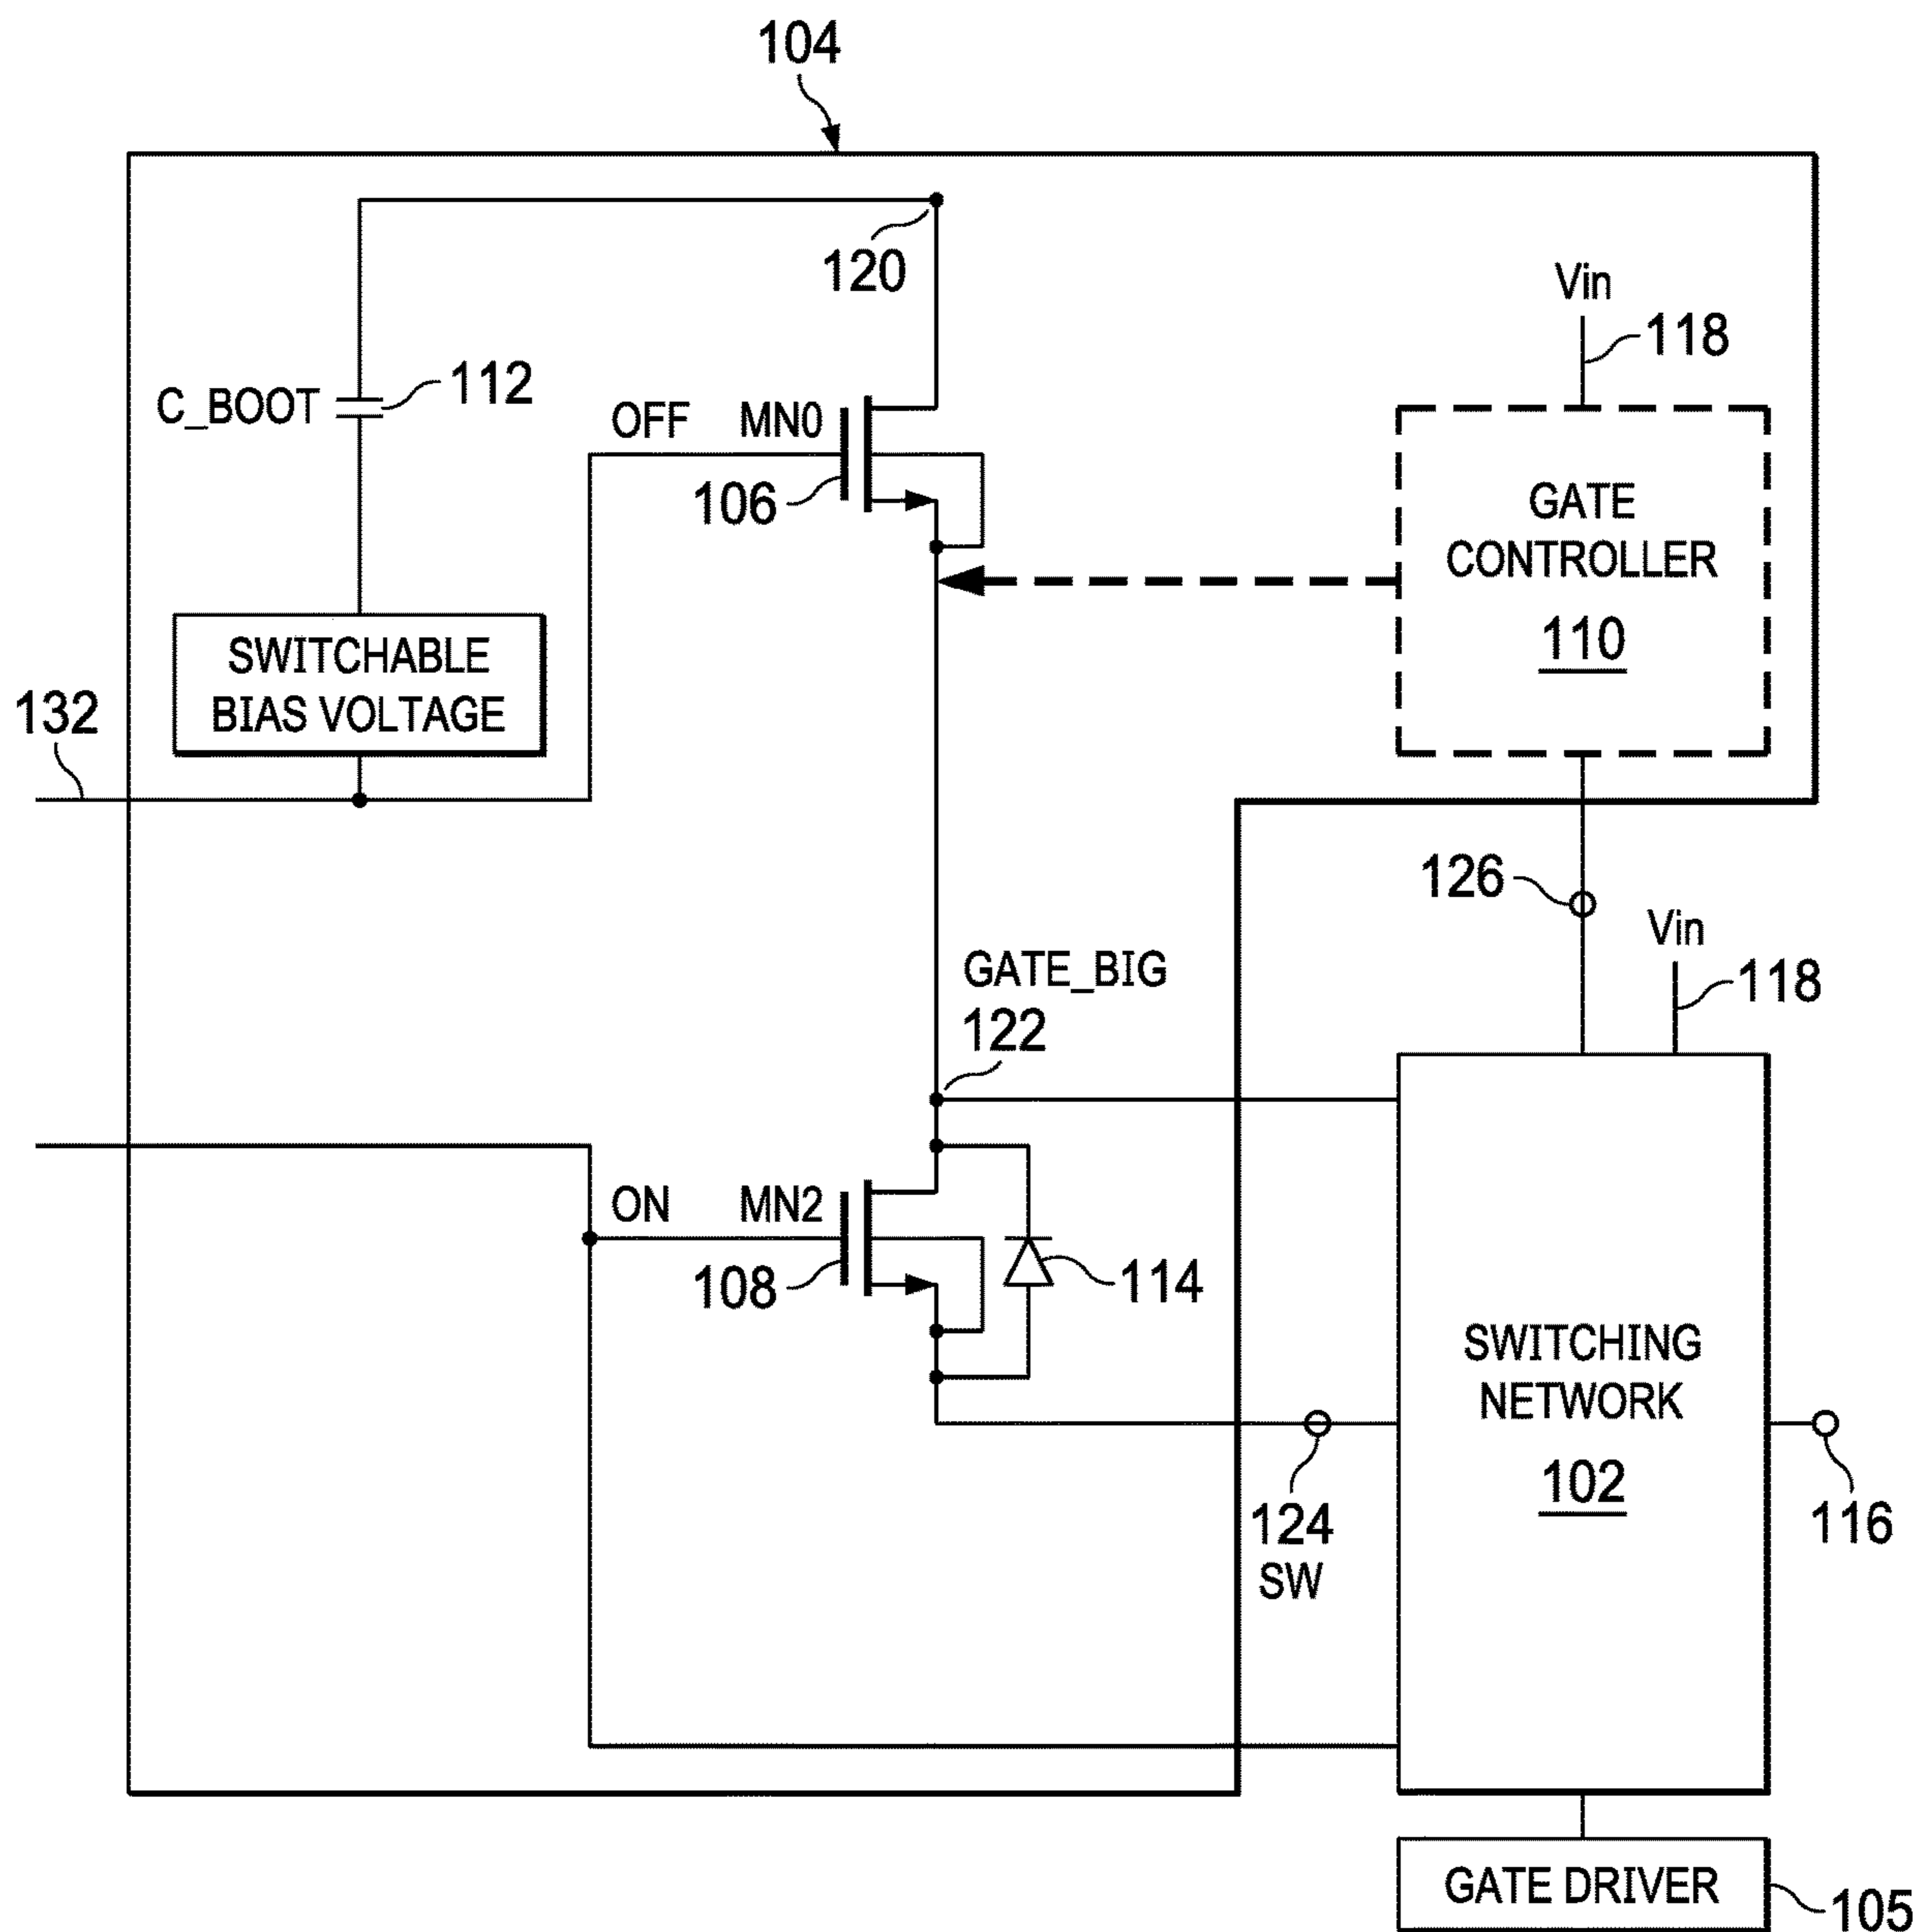 104
120
Vin
118
C_BOOT
112
OFF
MN0
106
GATE
CONTROLLER
110
SWITCHABLE
BIAS VOLTAGE
132
126
Vin
118
GATE_BIG
122
ON
MN2
108
114
SWITCHING
NETWORK
102
124
SW
116
GATE DRIVER
105